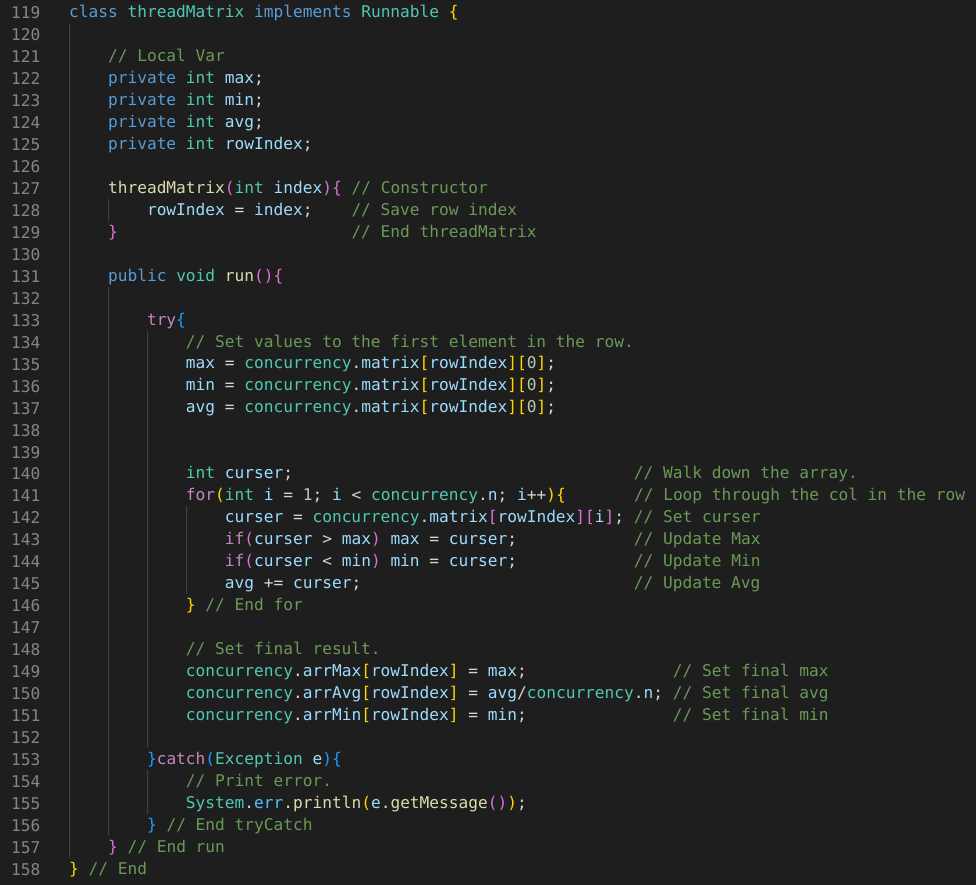 119 class threadMatrix implements Runnable {
120
121     // Local Var
122     private int max;
123     private int min;
124     private int avg;
125     private int rowIndex;
126
127     threadMatrix(int index){ // Constructor
128         rowIndex = index;    // Save row index
129     }                        // End threadMatrix
130
131     public void run(){
132
133         try{
134             // Set values to the first element in the row.
135             max = concurrency.matrix[rowIndex][0];
136             min = concurrency.matrix[rowIndex][0];
137             avg = concurrency.matrix[rowIndex][0];
138
139
140             int curser;                                   // Walk down the array.
141             for(int i = 1; i < concurrency.n; i++){       // Loop through the col in the row
142                 curser = concurrency.matrix[rowIndex][i]; // Set curser
143                 if(curser > max) max = curser;            // Update Max
144                 if(curser < min) min = curser;            // Update Min
145                 avg += curser;                            // Update Avg
146             } // End for
147
148             // Set final result.
149             concurrency.arrMax[rowIndex] = max;               // Set final max
150             concurrency.arrAvg[rowIndex] = avg/concurrency.n; // Set final avg
151             concurrency.arrMin[rowIndex] = min;               // Set final min
152
153         }catch(Exception e){
154             // Print error.
155             System.err.println(e.getMessage());
156         } // End tryCatch
157     } // End run
158 } // End